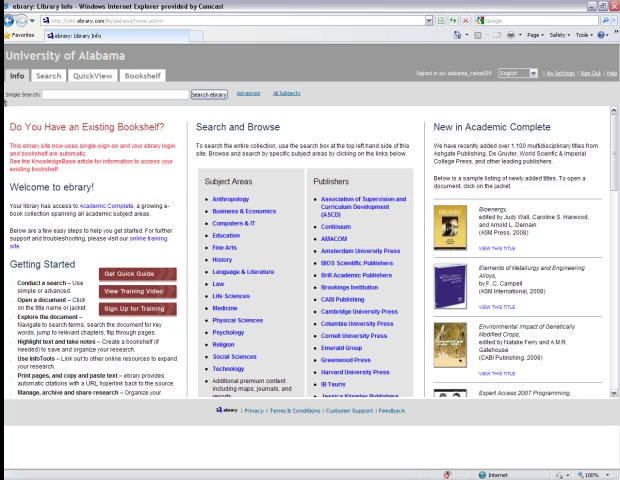 ebrary: Library Info - Windows Internet Explorer provided by Comcast
http://site.ebrary.com/lib/alabama/home.action
Google
Favorites
ebrary: Library Info
Page
Safety
Tools
University of Alabama
Info
Search
QuickView
Bookshelf
English
My Settings | Sign Out | Help
Single Search:
Search ebrary
Advanced
All Subjects
Do You Have an Existing Bookshelf?
This ebrary site now uses single-sign-on and your ebrary login
and bookshelf are automatic.
See the KnowledgeBase article for information to access your
existing bookshelf.
Welcome to ebrary!
Your library has access to Academic Complete, a growing e-
book collection spanning all academic subject areas.
Below are a few easy steps to help you get started. For further
support and troubleshooting, please visit our online training
site.
Getting Started
Get Quick Guide
View Training Video
Sign Up for Training
Conduct a search – Use
simple or advanced.
Open a document – Click
on the title name or jacket.
Explore the document –
Navigate to search terms, search the document for key
words, jump to relevant chapters, flip through pages.
Highlight text and take notes – Create a bookshelf (if
needed) to save and organize your research.
Use InfoTools – Link out to other online resources to expand
your research.
Print pages, and copy and paste text – ebrary provides
automatic citations with a URL hyperlink back to the source.
Manage, archive and share research – Organize your
Search and Browse
To search the entire collection, use the search box at the top left hand side of this
site. Browse and search by specific subject areas by clicking on the links below.
Subject Areas
Anthropology
Business & Economics
Computers & IT
Education
Fine Arts
History
Language & Literature
Law
Life Sciences
Medicine
Physical Sciences
Psychology
Religion
Social Sciences
Technology
Additional premium content
including maps, journals, and
reports
Publishers
Association of Supervision and
Curriculum Development
(ASCD)
Continuum
AMACOM
Amsterdam University Press
BIOS Scientific Publishers
Brill Academic Publishers
Brookings Institution
CABI Publishing
Cambridge University Press
Columbia University Press
Cornell University Press
Emerald Group
Greenwood Press
Harvard University Press
IB Tauris
Jessica Kingsley Publishers
New in Academic Complete
We have recently added over 1,100 multidisciplinary titles from
Ashgate Publishing, De Gruyter, World Scienfic & Imperial
College Press, and other leading publishers.
Below is a sample listing of newly added titles. To open a
document, click on the jacket.
Bioenergy,
edited by Judy Wall, Caroline S. Harwood,
and Arnold L. Demain
(ASM Press, 2008)
VIEW THIS TITLE
Elements of Metallurgy and Engineering
Alloys,
by F. C. Campell
(ASM International, 2008)
VIEW THIS TITLE
Environmental Impact of Genetically
Modified Crops,
edited by Natalie Ferry and A.M.R.
Gatehouse
(CABI Publishing, 2009)
VIEW THIS TITLE
Expert Access 2007 Programming,
ebrary | Privacy | Terms & Conditions | Customer Support | Feedback
Internet
100%